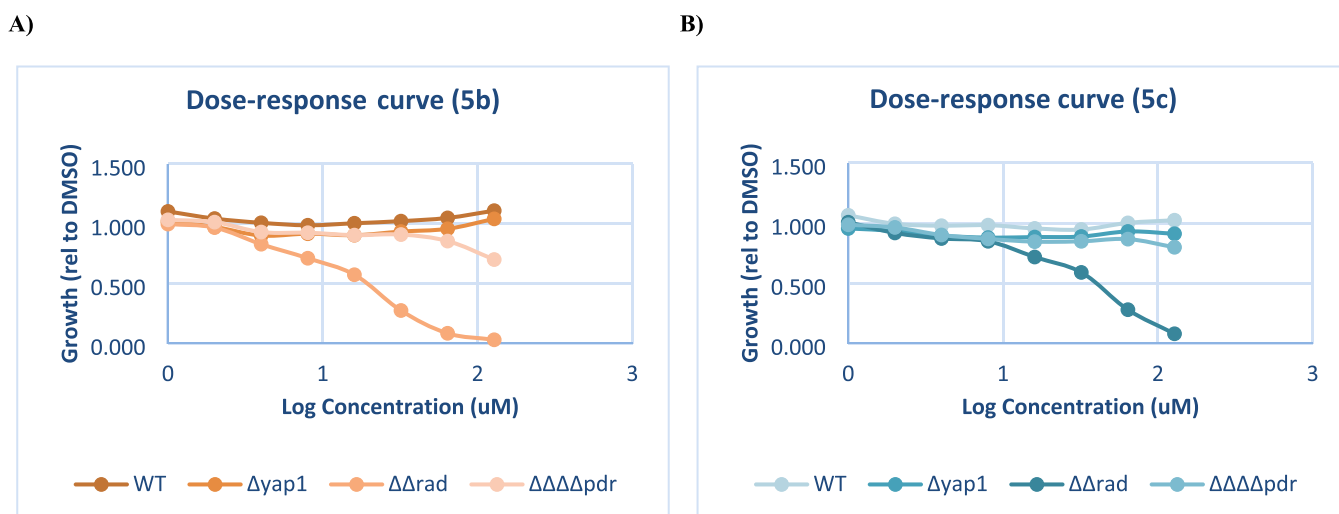 A)
B)
Dose-response curve (5b)
1.500
1.000
0.500
0.000
Growth (rel to DMSO)
0
1
2
3
Log Concentration (uM)
WT
Δyap1
ΔΔrad
ΔΔΔΔpdr
Dose-response curve (5c)
1.500
1.000
0.500
0.000
Growth (rel to DMSO)
0
1
2
3
Log Concentration (uM)
WT
Δyap1
ΔΔrad
ΔΔΔΔpdr